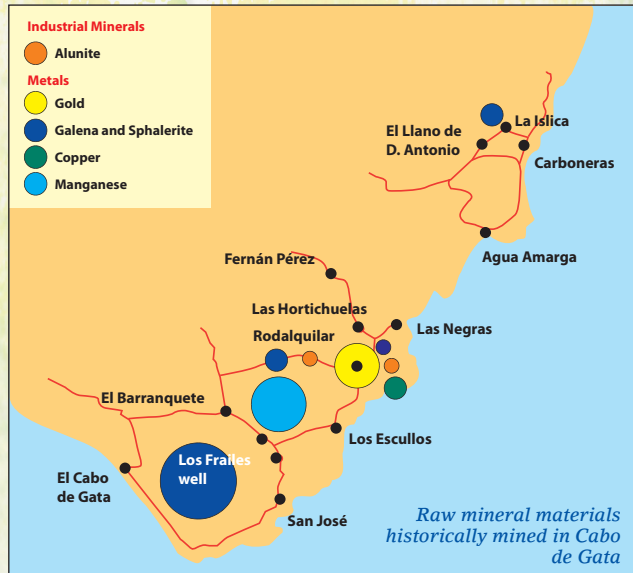 Industrial Minerals
Alunite
Metals
Gold
Galena and Sphalerite
Copper
Manganese
La Islica
El Llano de
D. Antonio
Carboneras
Agua Amarga
Fernán Pérez
Las Hortichuelas
Las Negras
Rodalquilar
El Barranquete
Los Escullos
Los Frailes
well
El Cabo
de Gata
San José
Raw mineral materials
historically mined in Cabo
de Gata